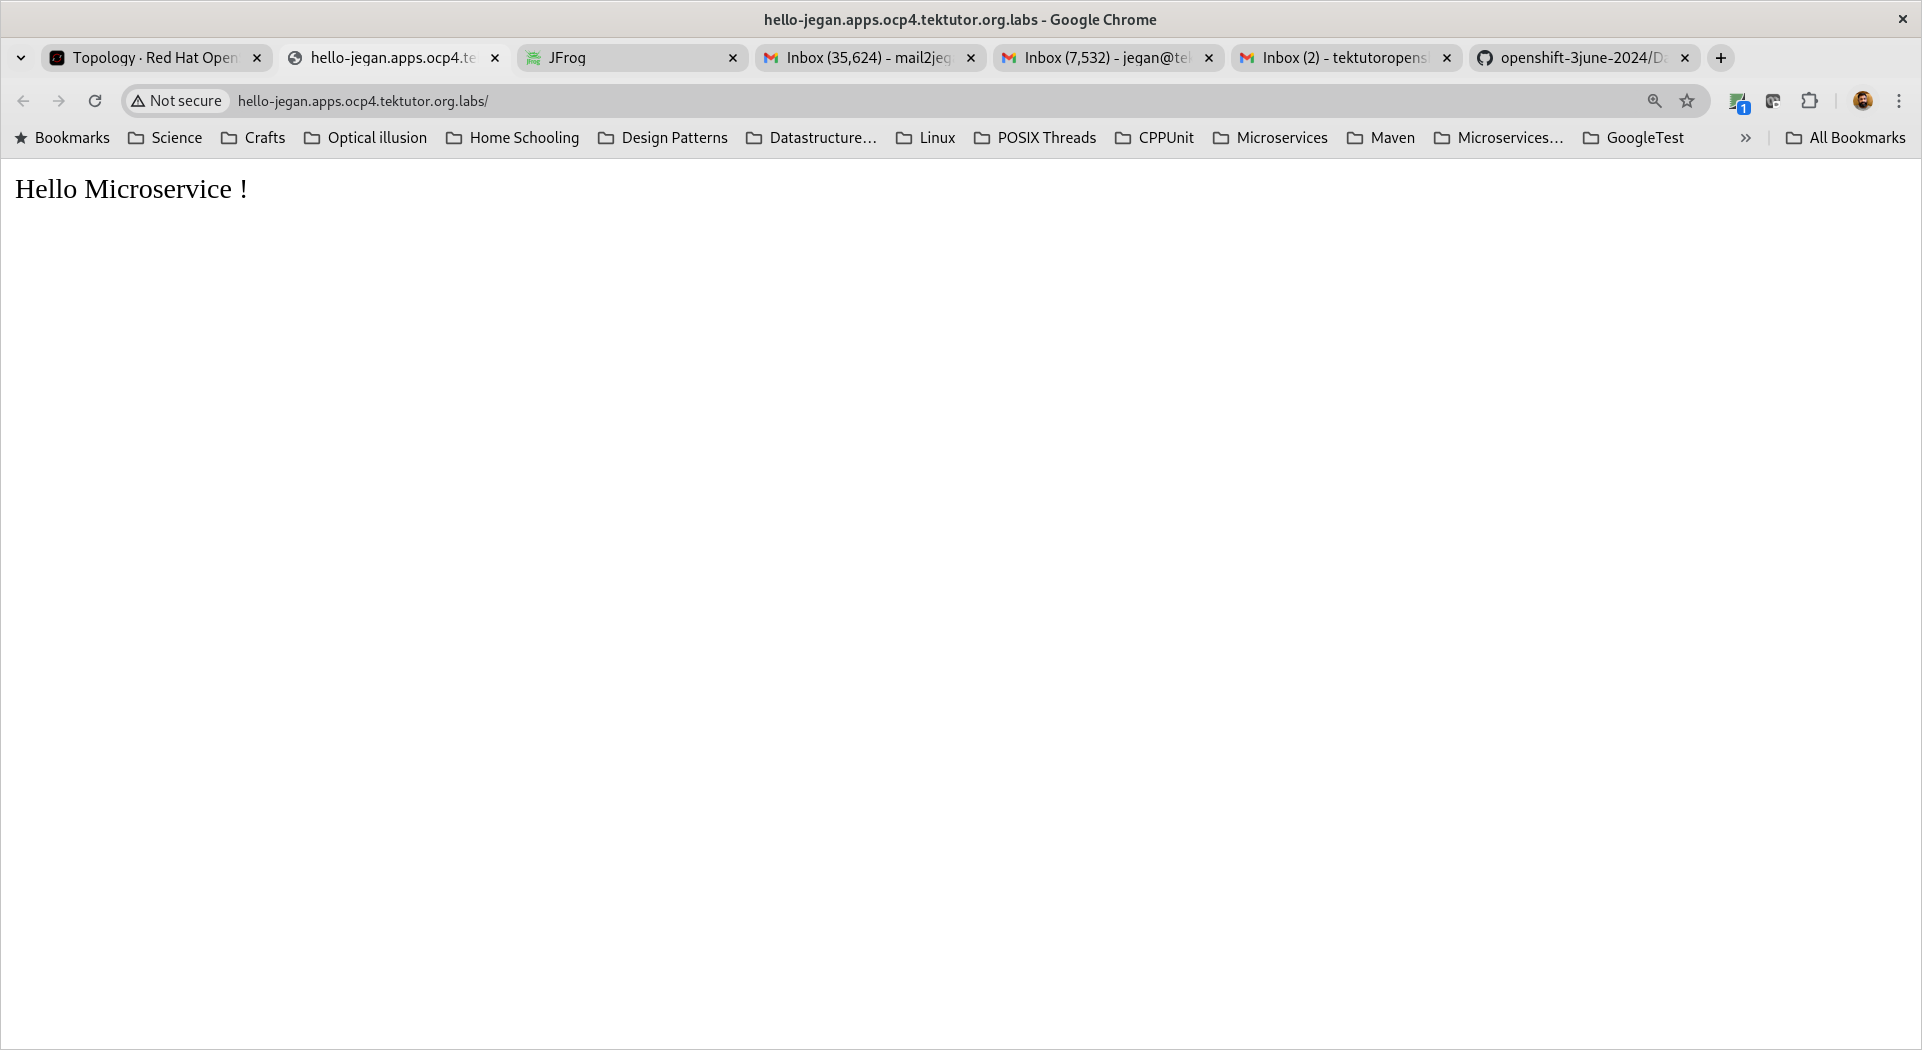 hello-jegan.apps.ocp4.tektutor.org.labs - Google Chrome
Topology · Red Hat Open hello-jegan.apps.ocp4.te JFrog Inbox (35,624) - mail2jeg Inbox (7,532) - jegan@tek Inbox (2) - tektutoropens openshift-3june-2024/Da
Not secure hello-jegan.apps.ocp4.tektutor.org.labs/ 1
Bookmarks Science Crafts Optical illusion Home Schooling Design Patterns Datastructure... Linux POSIX Threads CPPUnit Microservices Maven Microservices... GoogleTest » All Bookmarks
Hello Microservice !